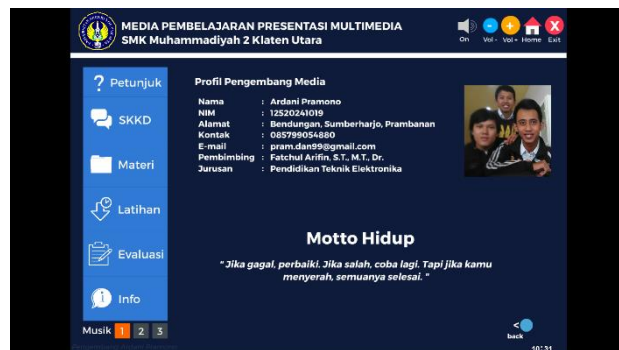 MEDIA PEMBELAJARAN PRESENTASI MULTIMEDIA
SMK Muhammadiyah 2 Klaten Utara
On Vol - Vol + Home Exit
? Petunjuk
SKKD
Materi
Latihan
Evaluasi
Info
Musik 1 2 3
Profil Pengembang Media
Nama : Ardani Pramono
NIM : 12520241019
Alamat : Bendungan, Sumberharjo, Prambanan
Kontak : 085799054880
E-mail : pram.dan99@gmail.com
Pembimbing : Fatchul Arifin, S.T., M.T., Dr.
Jurusan : Pendidikan Teknik Elektronika
Motto Hidup
" Jika gagal, perbaiki. Jika salah, coba lagi. Tapi jika kamu
menyerah, semuanya selesai. "
<
back